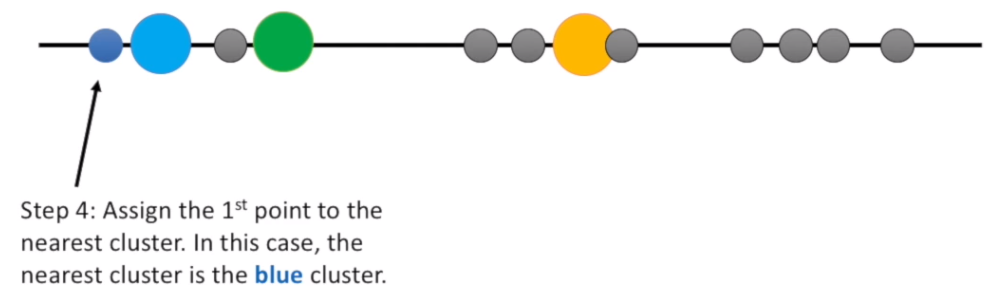 Step 4: Assign the 1st point to the
nearest cluster. In this case, the
nearest cluster is the blue cluster.